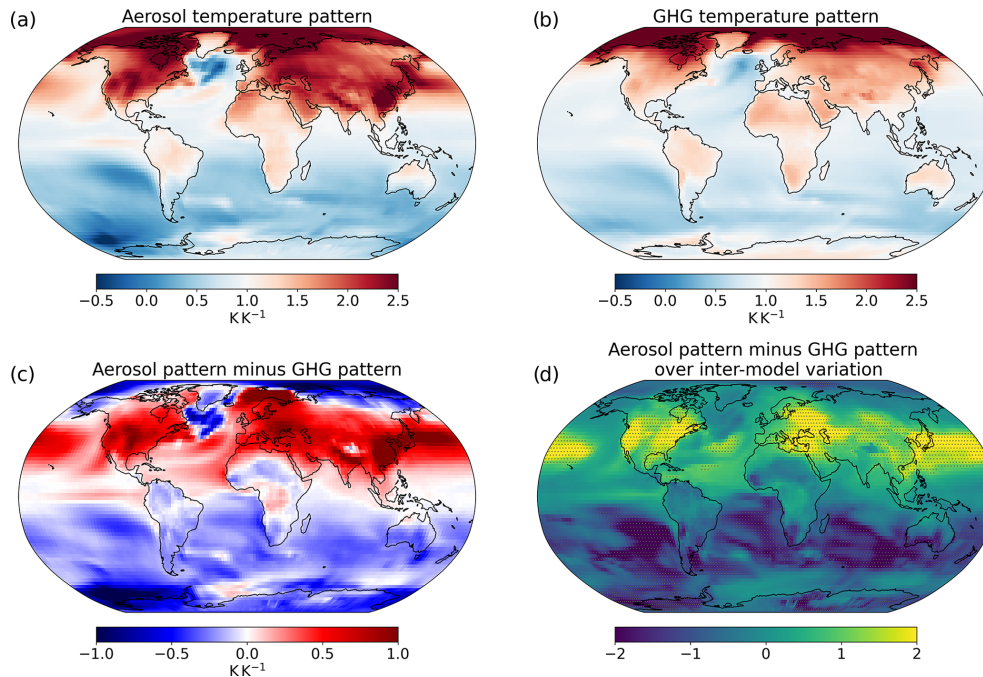 (a)
Aerosol temperature pattern
(b)
GHG temperature pattern
−0.5 0.0 0.5 1.0 1.5 2.0 2.5
K K⁻¹
−0.5 0.0 0.5 1.0 1.5 2.0 2.5
K K⁻¹
(c)
Aerosol pattern minus GHG pattern
(d)
Aerosol pattern minus GHG pattern
over inter-model variation
−1.0 −0.5 0.0 0.5 1.0
K K⁻¹
−2 −1 0 1 2